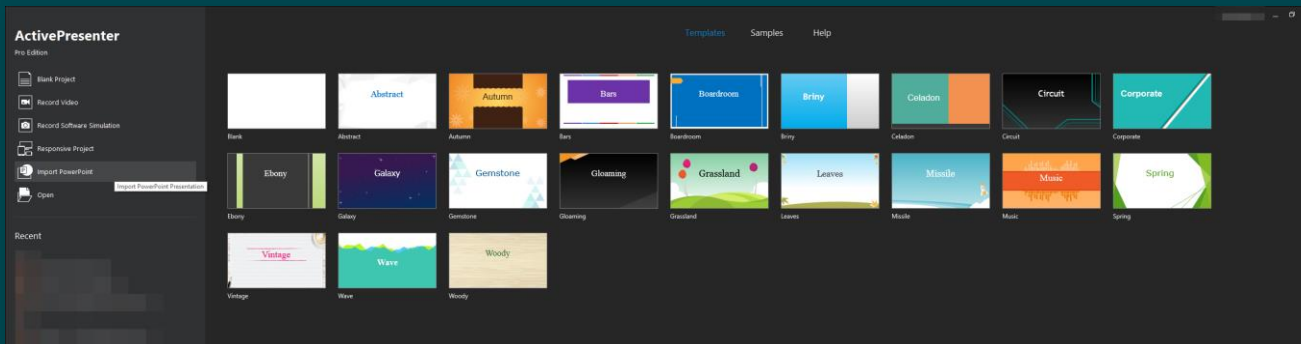 ActivePresenter
Pro Edition
Blank Project
Record Video
Record Software Simulation
Responsive Project
Import PowerPoint
Import PowerPoint Presentation
Open
Recent
Templates Samples Help
Abstract Autumn Bars Boardroom Briny Celadon Circuit Corporate
Blank Abstract Autumn Bars Boardroom Briny Celadon Circuit Corporate
Ebony Galaxy Gemstone Gloaming Grassland Leaves Missile Music Spring
Ebony Galaxy Gemstone Gloaming Grassland Leaves Missile Music Spring
Vintage Wave Woody
Vintage Wave Woody